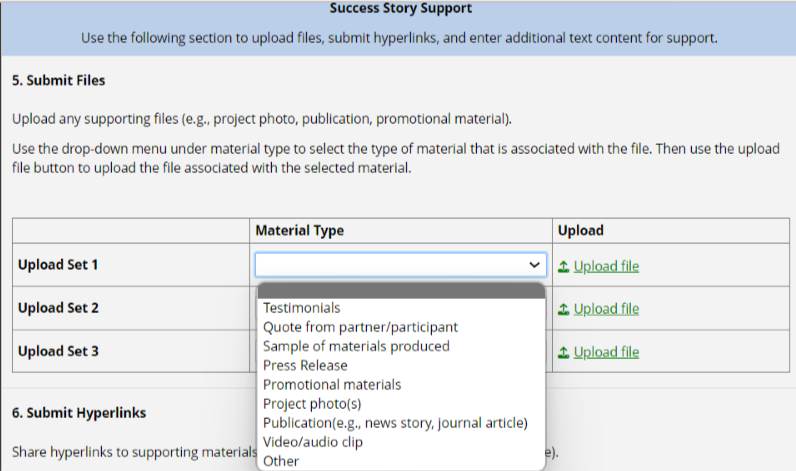 Success Story Support
Use the following section to upload files, submit hyperlinks, and enter additional text content for support.
5. Submit Files
Upload any supporting files (e.g., project photo, publication, promotional material).
Use the drop-down menu under material type to select the type of material that is associated with the file. Then use the upload
file button to upload the file associated with the selected material.
Material Type Upload
Upload Set 1 Upload file
Upload Set 2 Upload file
Upload Set 3 Upload file
Testimonials
Quote from partner/participant
Sample of materials produced
Press Release
Promotional materials
Project photo(s)
Publication(e.g., news story, journal article)
Video/audio clip
Other
6. Submit Hyperlinks
Share hyperlinks to supporting materials e).